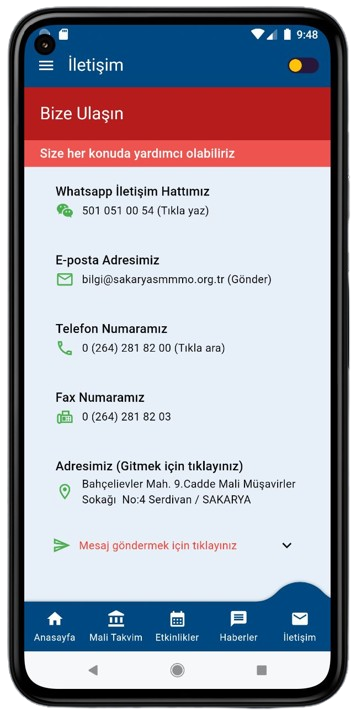 9:48
İletişim
Bize Ulaşın
Size her konuda yardımcı olabiliriz
Whatsapp İletişim Hattımız
501 051 00 54 (Tıkla yaz)
E-posta Adresimiz
bilgi@sakaryasmmmo.org.tr (Gönder)
Telefon Numaramız
0 (264) 281 82 00 (Tıkla ara)
Fax Numaramız
0 (264) 281 82 03
Adresimiz (Gitmek için tıklayınız)
Bahçelievler Mah. 9.Cadde Mali Müşavirler
Sokağı No:4 Serdivan / SAKARYA
Mesaj göndermek için tıklayınız
Anasayfa Mali Takvim Etkinlikler Haberler İletişim